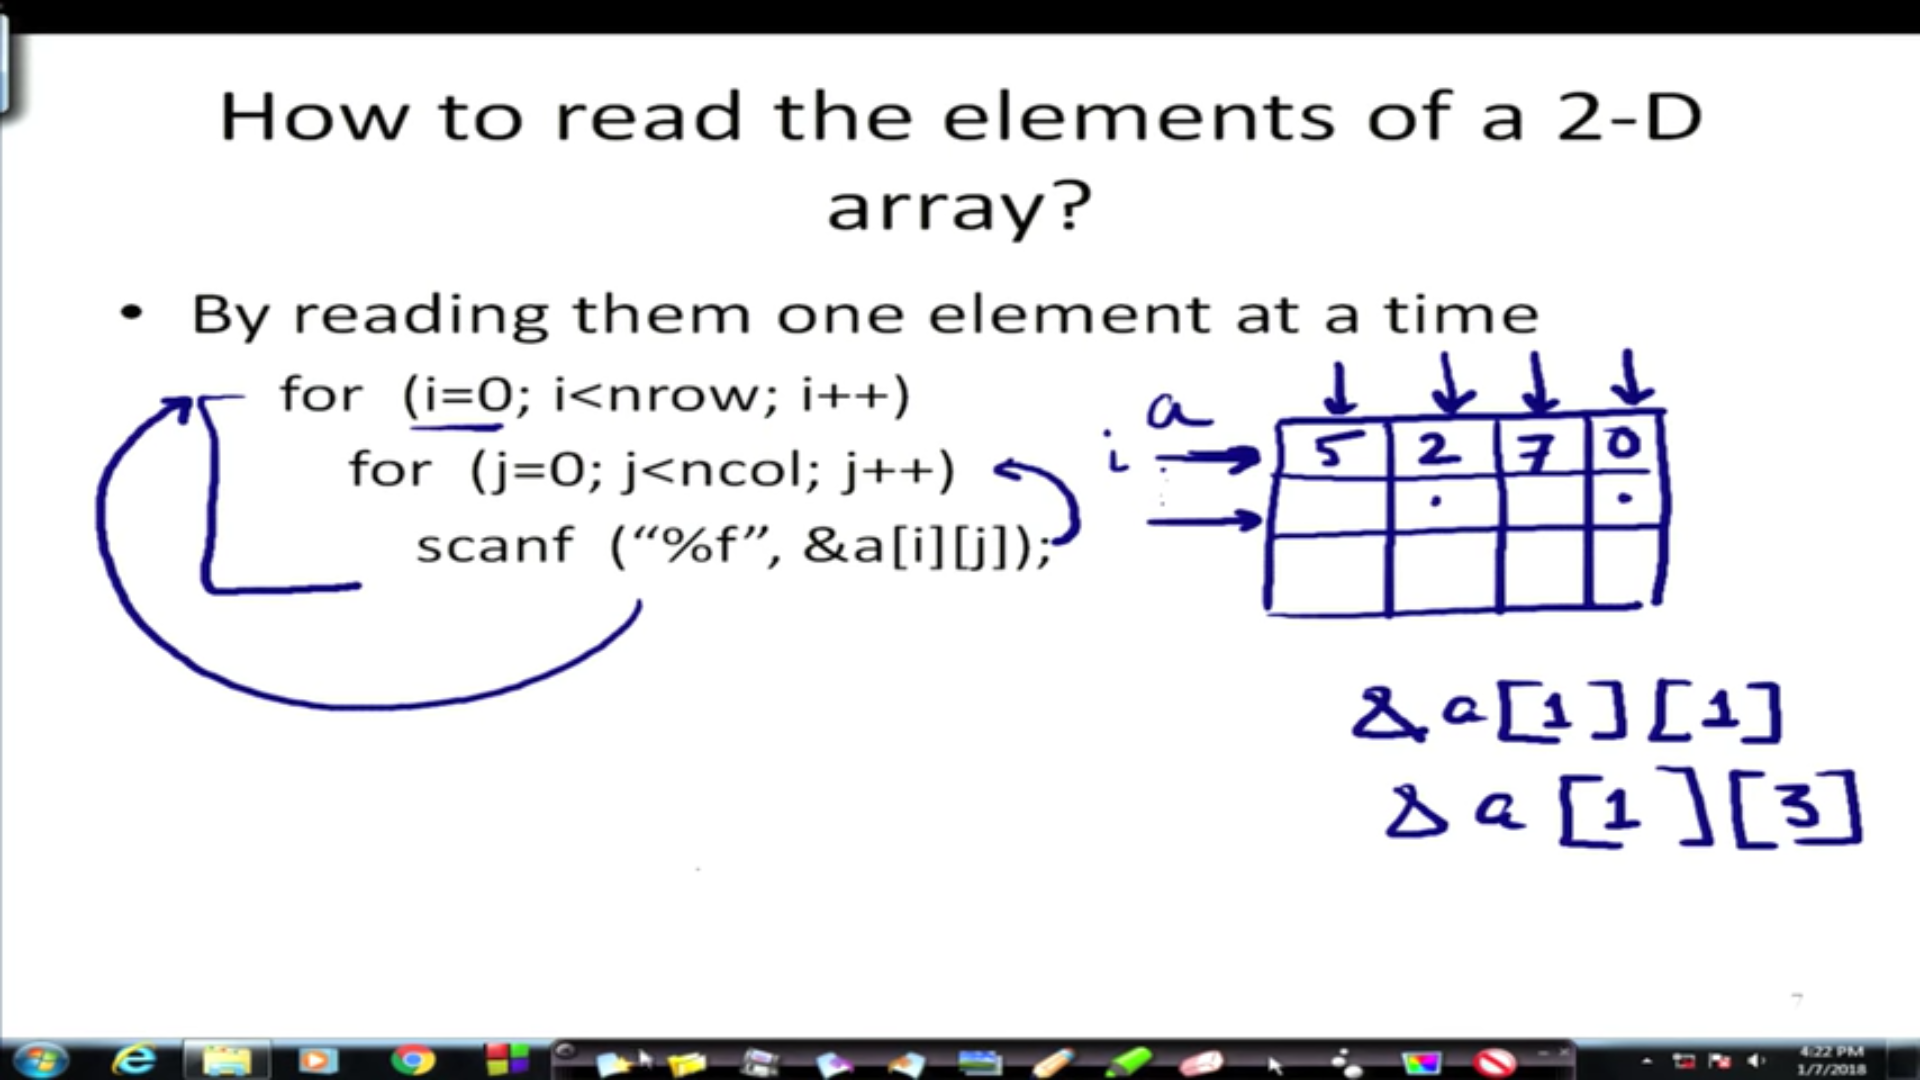 How to read the elements of a 2-D
array?
• By reading them one element at a time
for (i=0; i<nrow; i++)
for (j=0; j<ncol; j++)
scanf (“%f”, &a[i][j]);
a
i
5 2 7 0
&a[1][1]
&a[1][3]
7
4:22 PM
1/7/2018